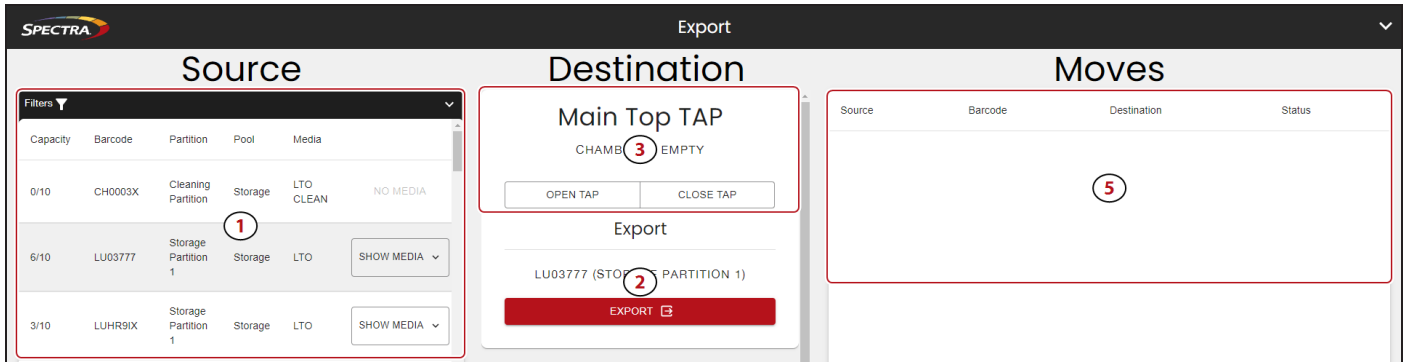 SPECTRA
Export
Source
Destination
Moves
Filters
Capacity Barcode Partition Pool Media
0/10 CH0003X Cleaning Partition Storage LTO CLEAN NO MEDIA
1
6/10 LU03777 Storage Partition 1 Storage LTO SHOW MEDIA
3/10 LUHR9IX Storage Partition 1 Storage LTO SHOW MEDIA
Main Top TAP
CHAMB 3 EMPTY
OPEN TAP CLOSE TAP
Export
LU03777 (STO 2 PARTITION 1)
EXPORT
Source Barcode Destination Status
5